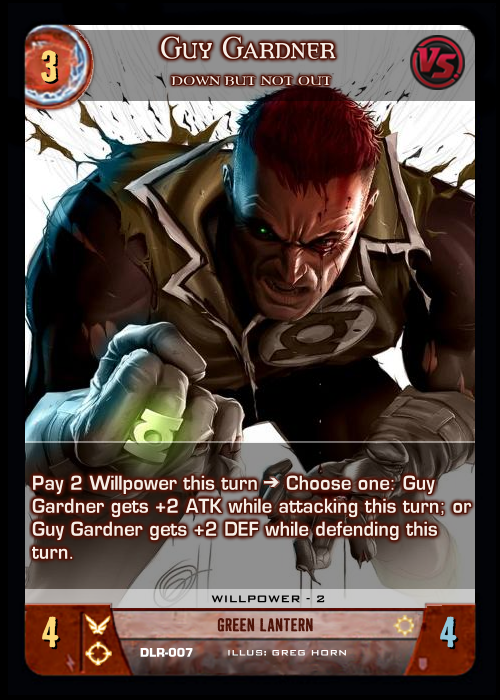 3
GUY GARDNER
VS
DOWN BUT NOT OUT
Pay 2 Willpower this turn ➔ Choose one: Guy
Gardner gets +2 ATK while attacking this turn; or
Guy Gardner gets +2 DEF while defending this
turn.
WILLPOWER - 2
4
GREEN LANTERN
4
DLR-007 ILLUS: GREG HORN